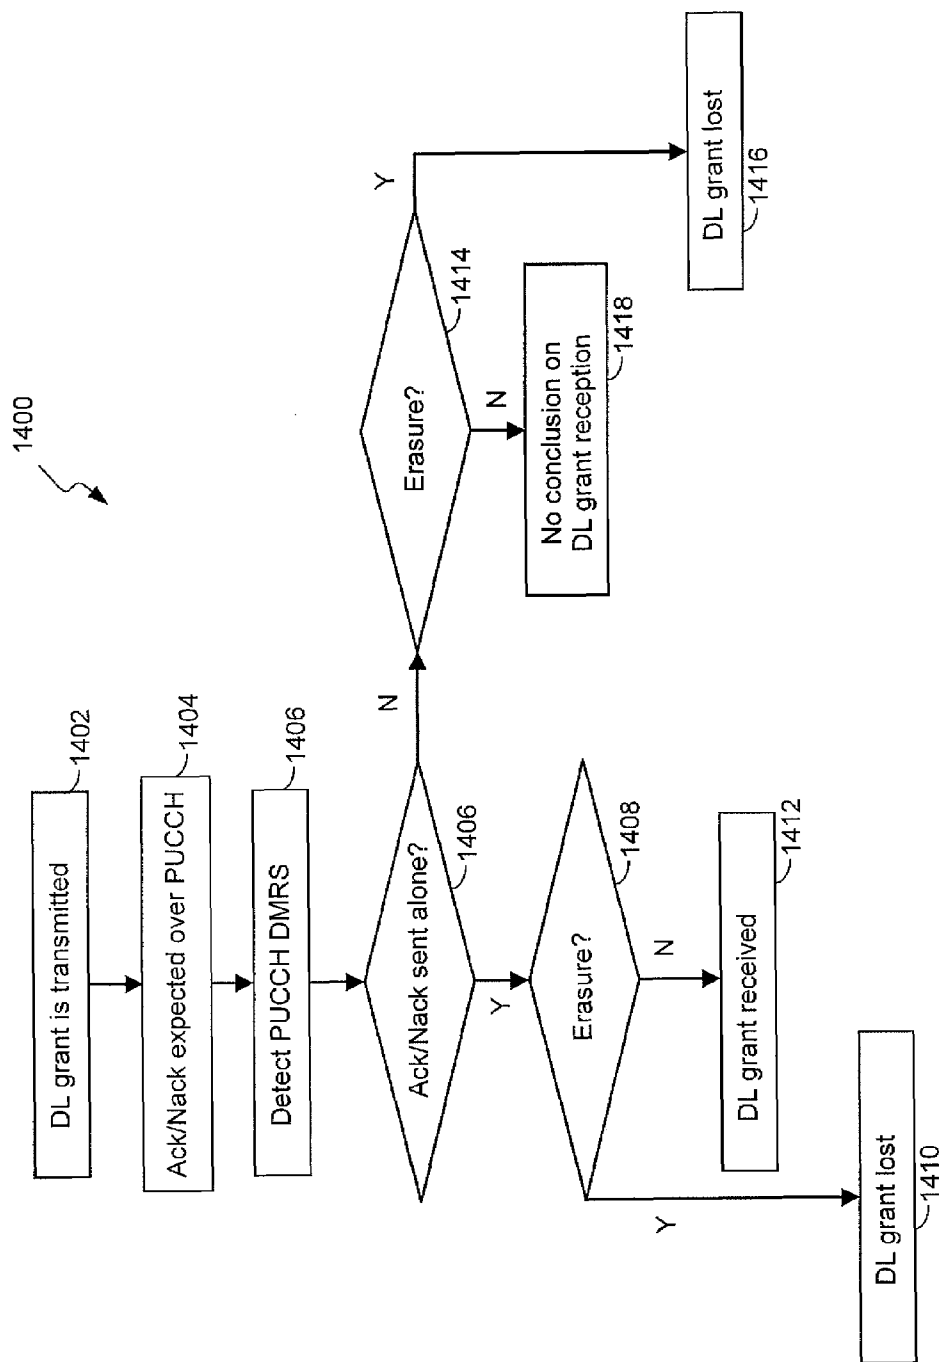 1400
DL grant is transmitted
1402
Ack/Nack expected over PUCCH
1404
Detect PUCCH DMRS
1406
Ack/Nack sent alone?
1406
N
Y
Erasure?
1408
N
Y
DL grant received
1412
DL grant lost
1410
Erasure?
1414
Y
N
No conclusion on
DL grant reception
1418
DL grant lost
1416